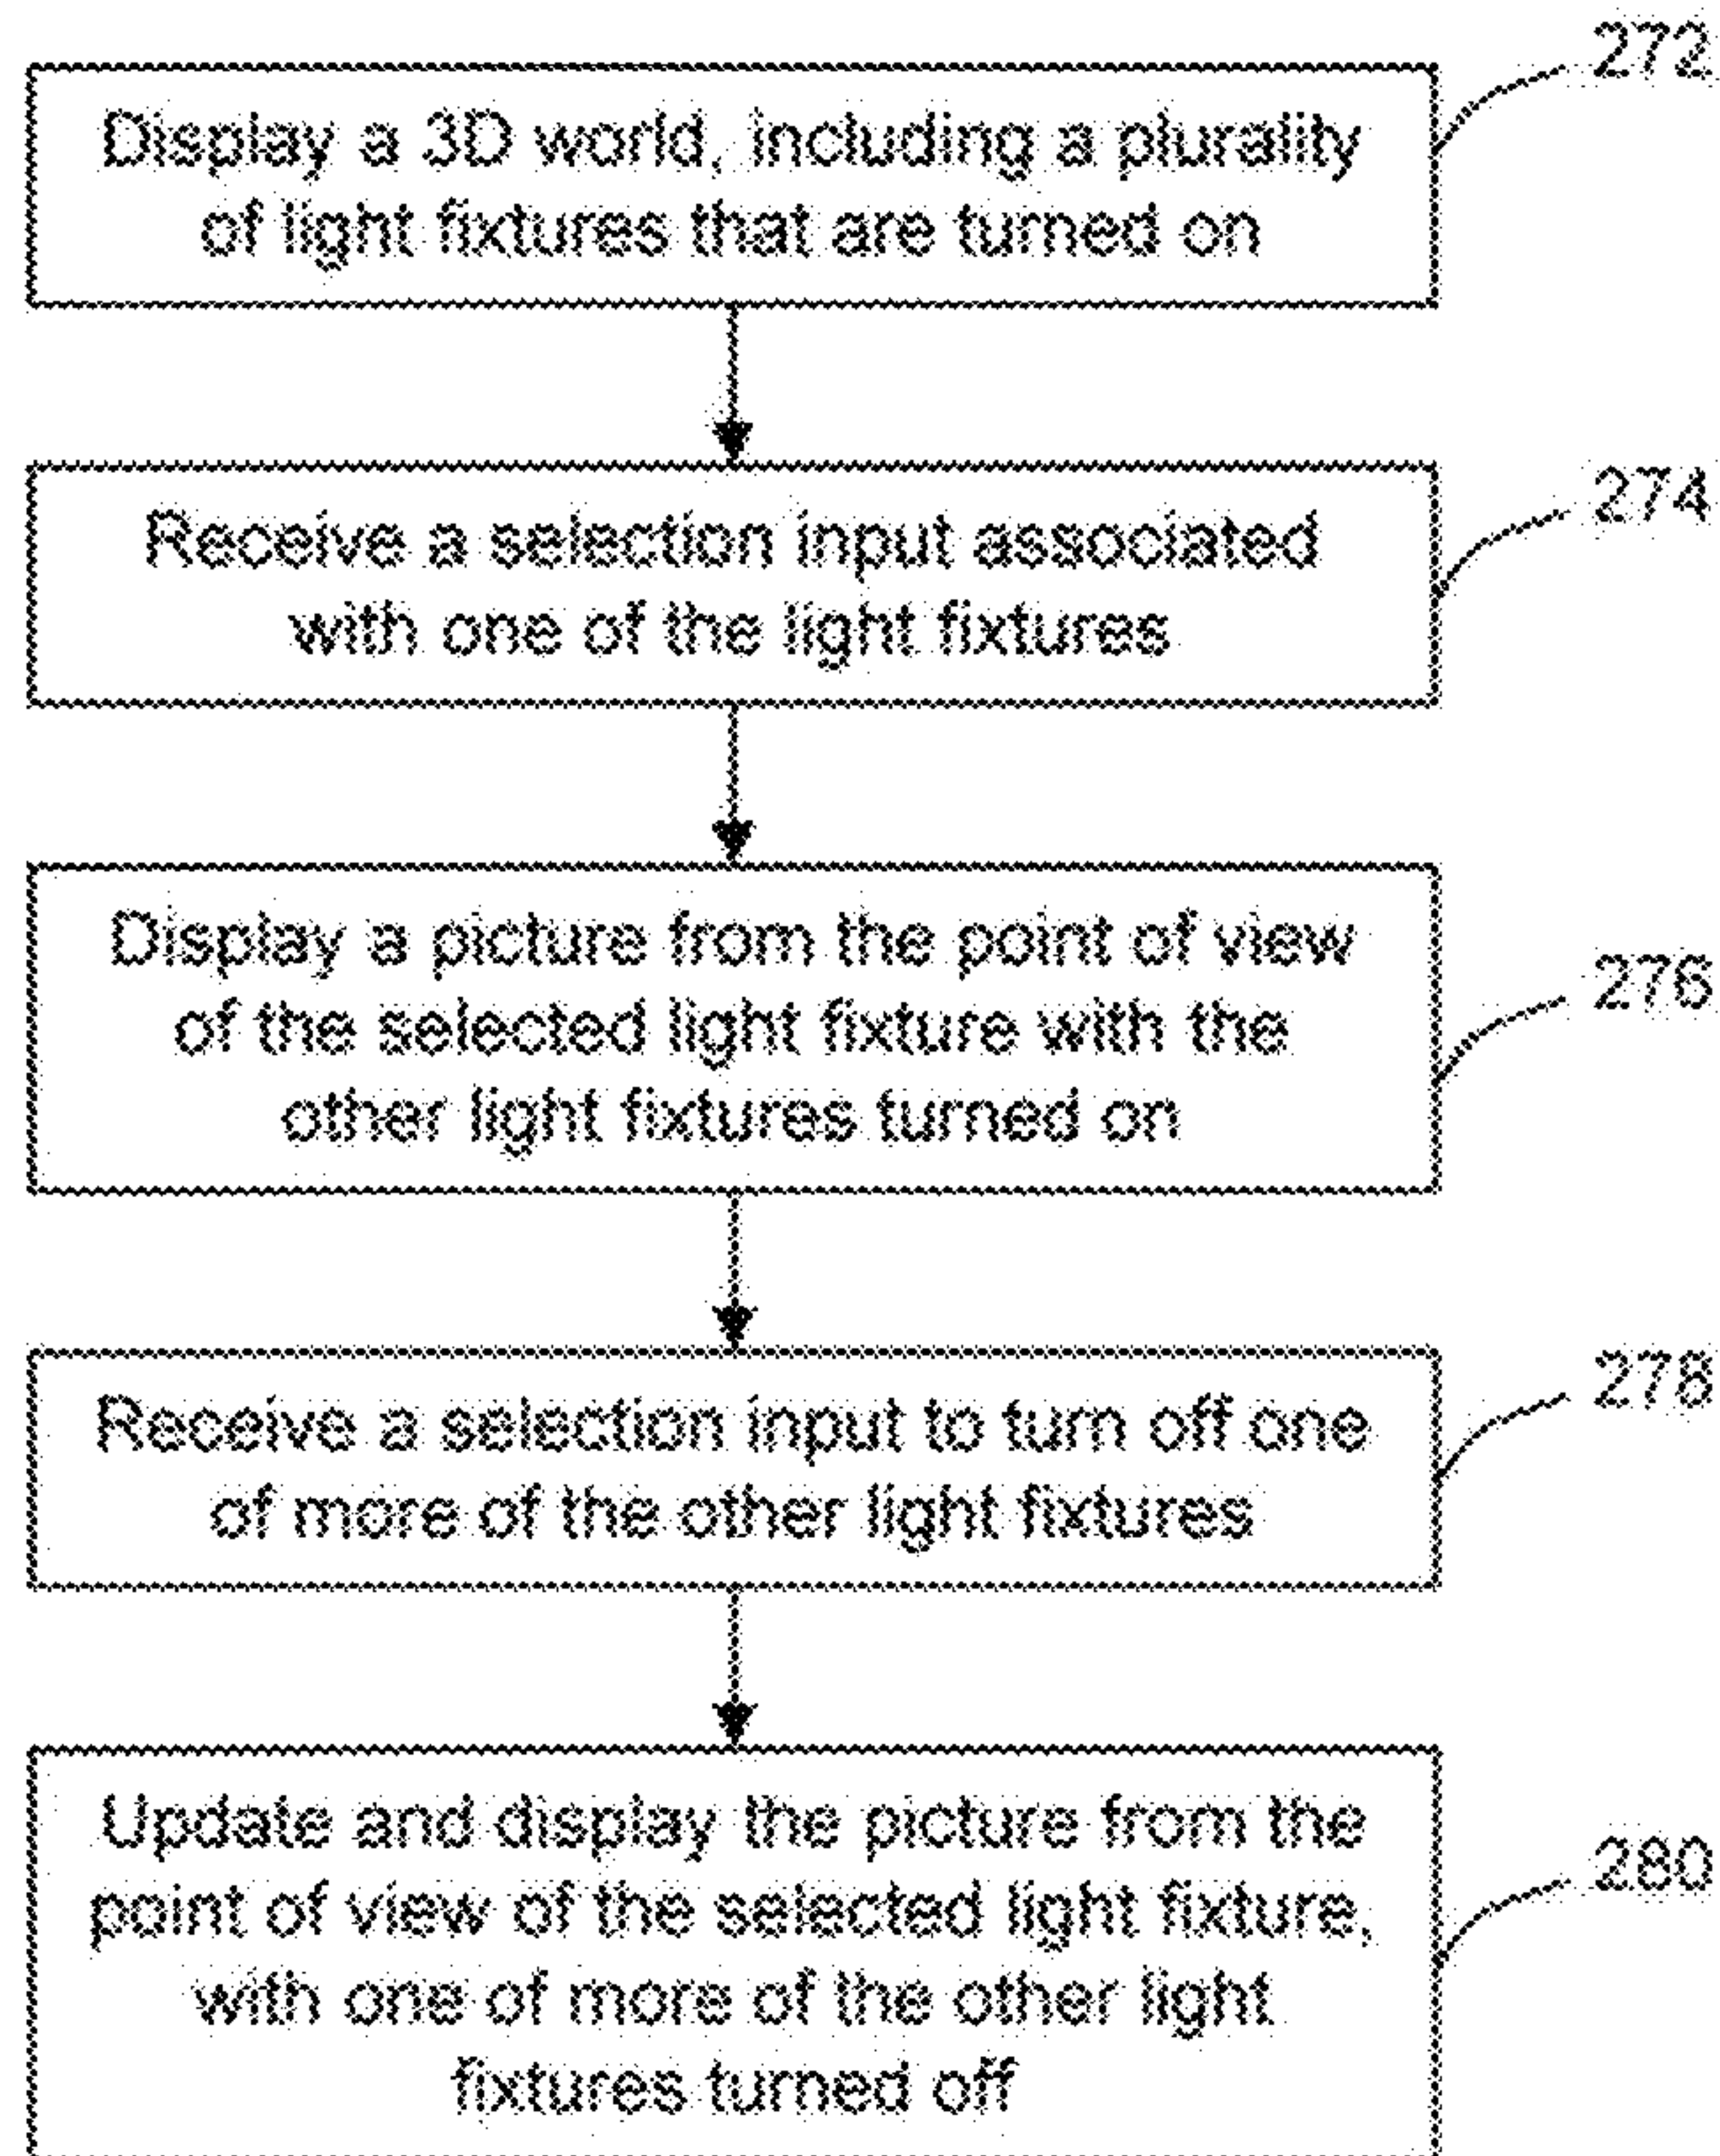 272
Display a 3D world, including a plurality
of light fixtures that are turned on
274
Receive a selection input associated
with one of the light fixtures
276
Display a picture from the point of view
of the selected light fixture with the
other light fixtures turned on
278
Receive a selection input to turn off one
of more of the other light fixtures
280
Update and display the picture from the
point of view of the selected light fixture,
with one of more of the other light
fixtures turned off